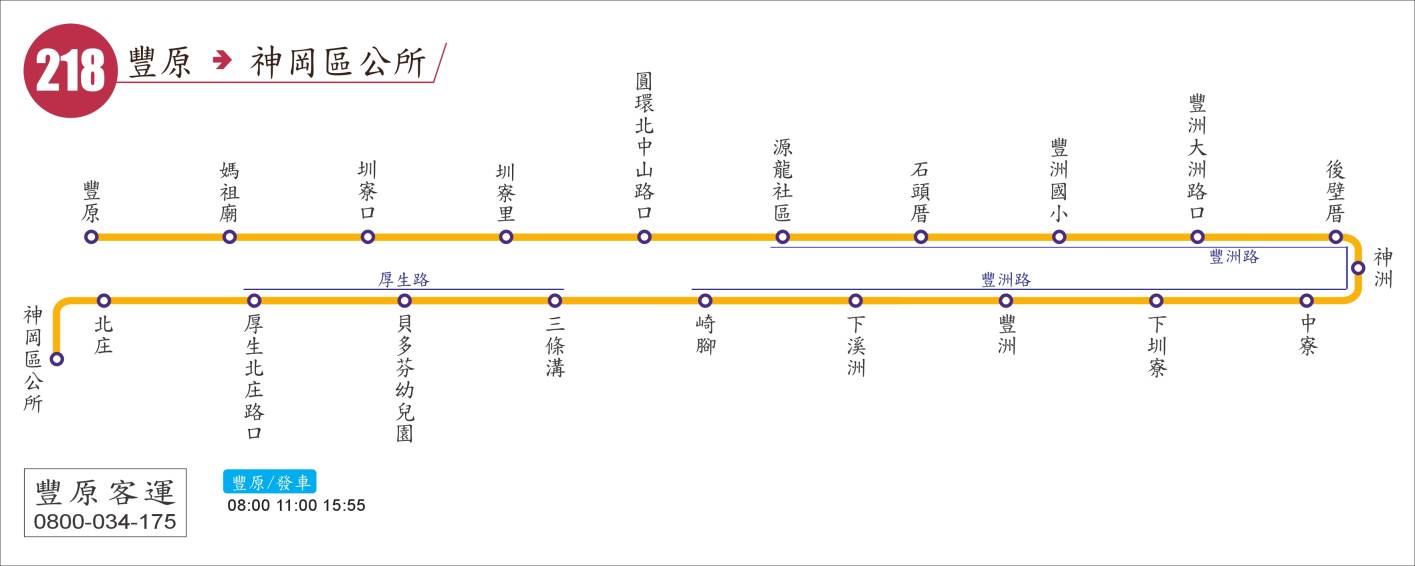 218
豐原 → 神岡區公所
豐原
媽祖廟
圳寮口
圳寮里
圓環北中山路口
源龍社區
石頭厝
豐洲國小
豐洲大洲路口
後壁厝
豐洲路
神洲
厚生路
豐洲路
神岡區公所
北庄
厚生北庄路口
貝多芬幼兒園
三條溝
崎腳
下溪洲
豐洲
下圳寮
中寮
豐原客運
0800-034-175
豐原/發車
08:00 11:00 15:55